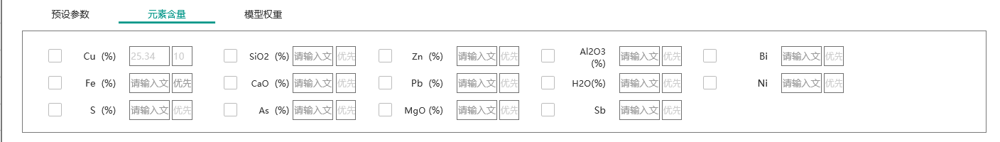 预设参数 元素含量 模型权重
Cu (%) 25.34 10 SiO2 (%) 请输入文 优先 Zn (%) 请输入文 优先 Al2O3 (%) 请输入文 优先 Bi 请输入文 优先
Fe (%) 请输入文 优先 CaO (%) 请输入文 优先 Pb (%) 请输入文 优先 H2O(%) 请输入文 优先 Ni 请输入文 优先
S (%) 请输入文 优先 As (%) 请输入文 优先 MgO (%) 请输入文 优先 Sb 请输入文 优先